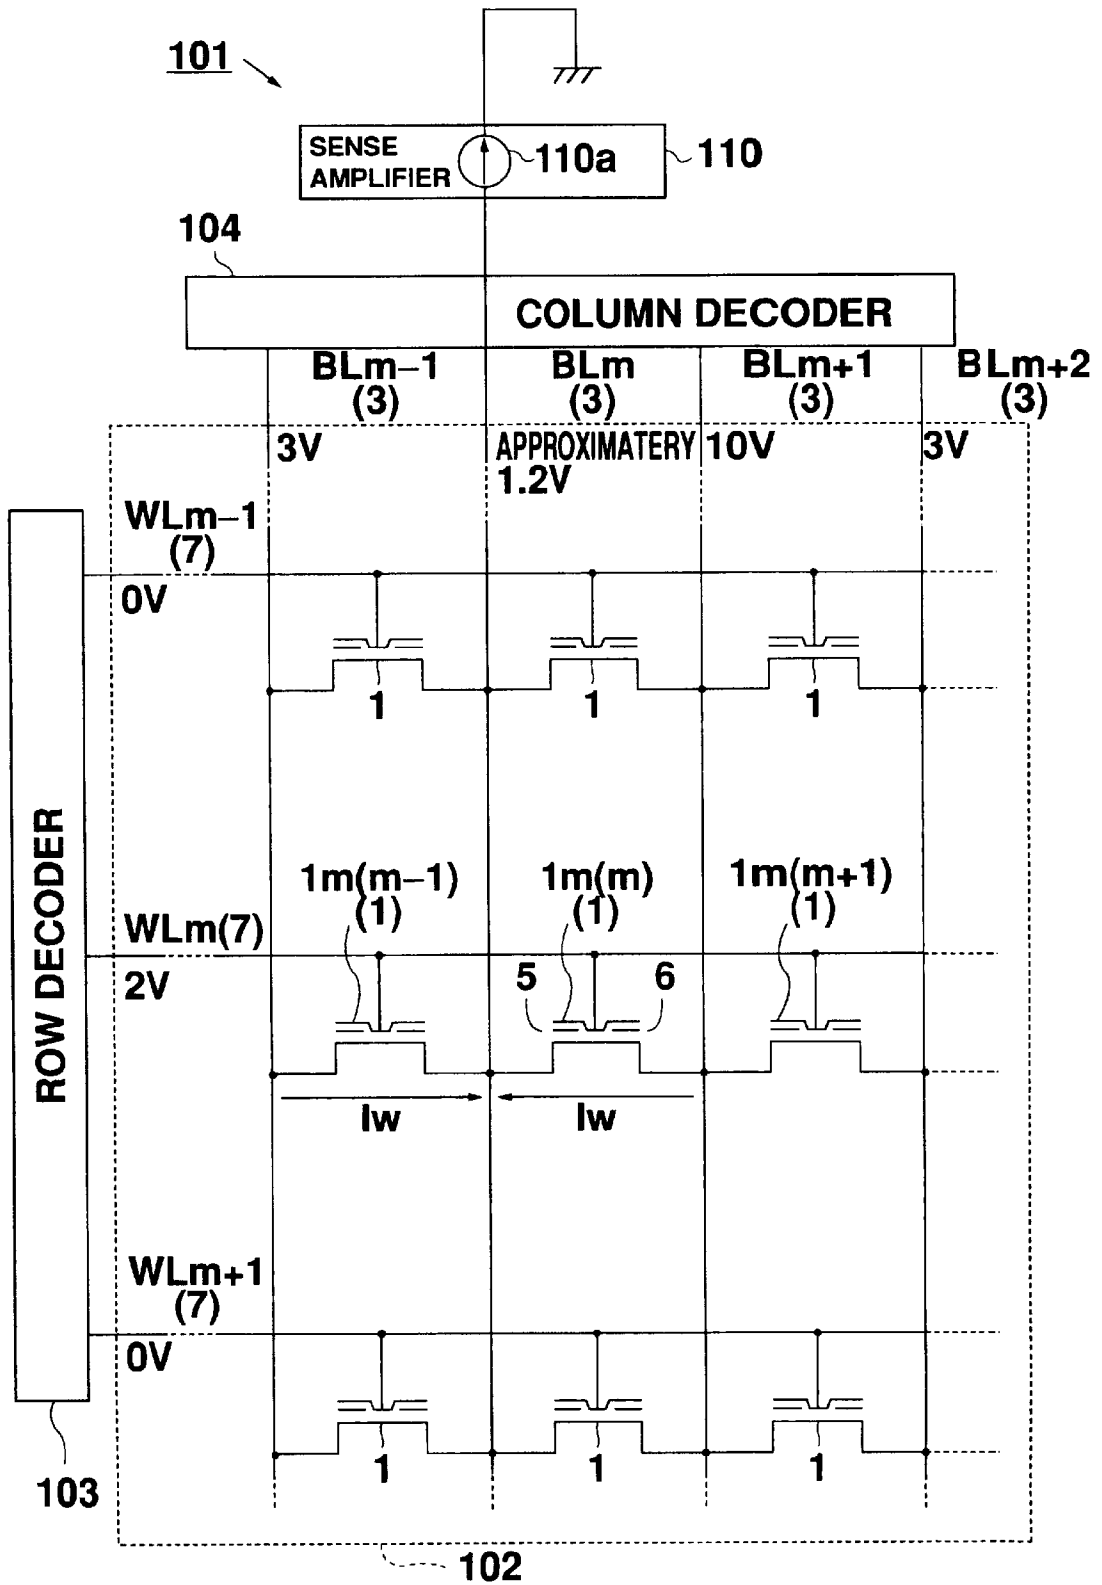 101
SENSE
AMPLIFIER
110a
110
104
COLUMN DECODER
BLm−1
(3)
BLm
(3)
BLm+1
(3)
BLm+2
(3)
3V
APPROXIMATERY
1.2V
10V
3V
WLm−1
(7)
0V
1
1
1
ROW DECODER
1m(m−1)
(1)
1m(m)
(1)
1m(m+1)
(1)
WLm(7)
2V
5
6
Iw
Iw
WLm+1
(7)
0V
1
1
1
103
102